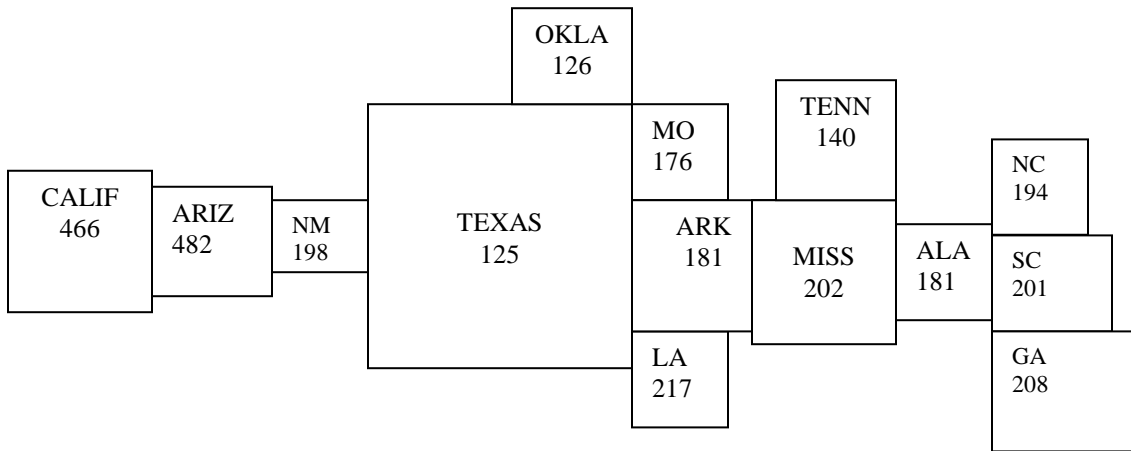 OKLA
126
TENN
140
MO
176
NC
194
CALIF
466
ARIZ
482
NM
198
TEXAS
125
ARK
181
MISS
202
ALA
181
SC
201
LA
217
GA
208